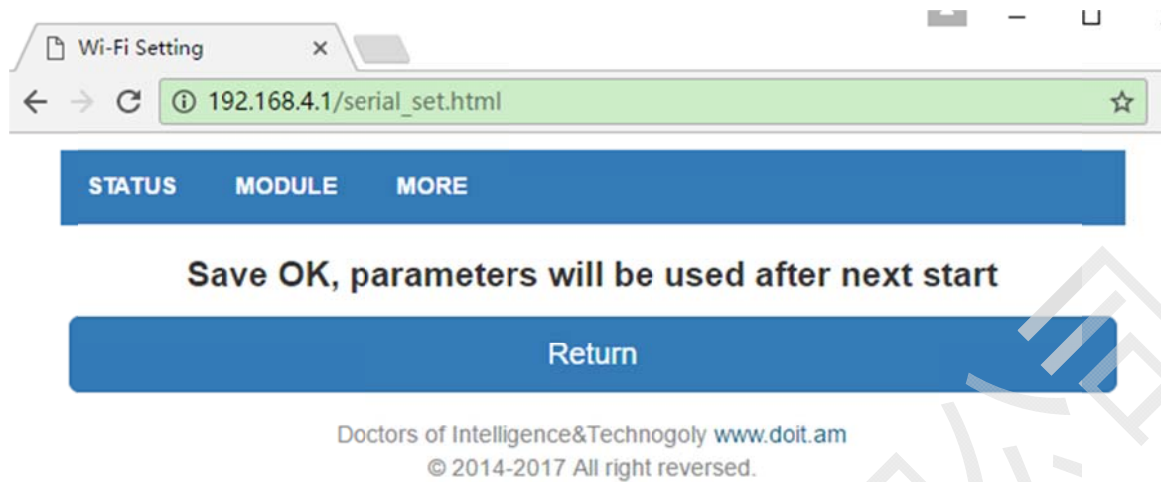 Wi-Fi Setting
192.168.4.1/serial_set.html
STATUS MODULE MORE
Save OK, parameters will be used after next start
Return
Doctors of Intelligence&Technogoly www.doit.am
© 2014-2017 All right reversed.